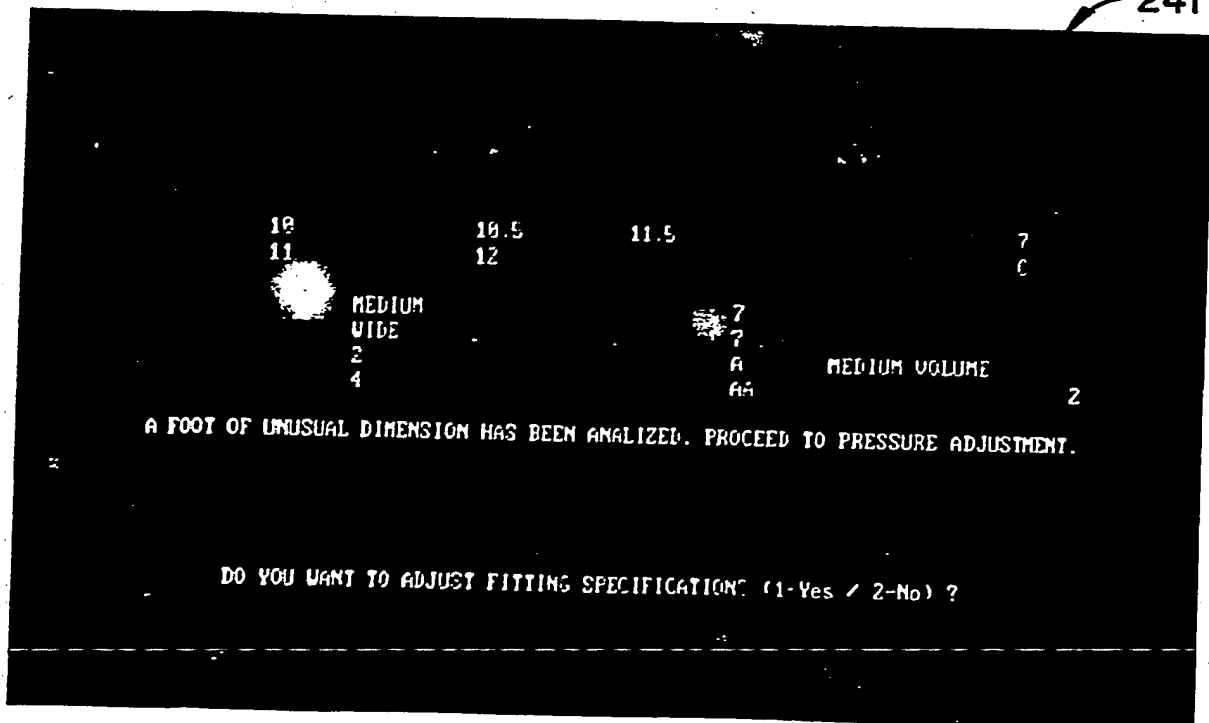 241
10 10.5 11.5 7
11 12 C
MEDIUM 7
WIDE ?
2 A MEDIUM VOLUME
4 AA 2
A FOOT OF UNUSUAL DIMENSION HAS BEEN ANALIZED. PROCEED TO PRESSURE ADJUSTMENT.
DO YOU WANT TO ADJUST FITTING SPECIFICATIONS (1-Yes / 2-No) ?